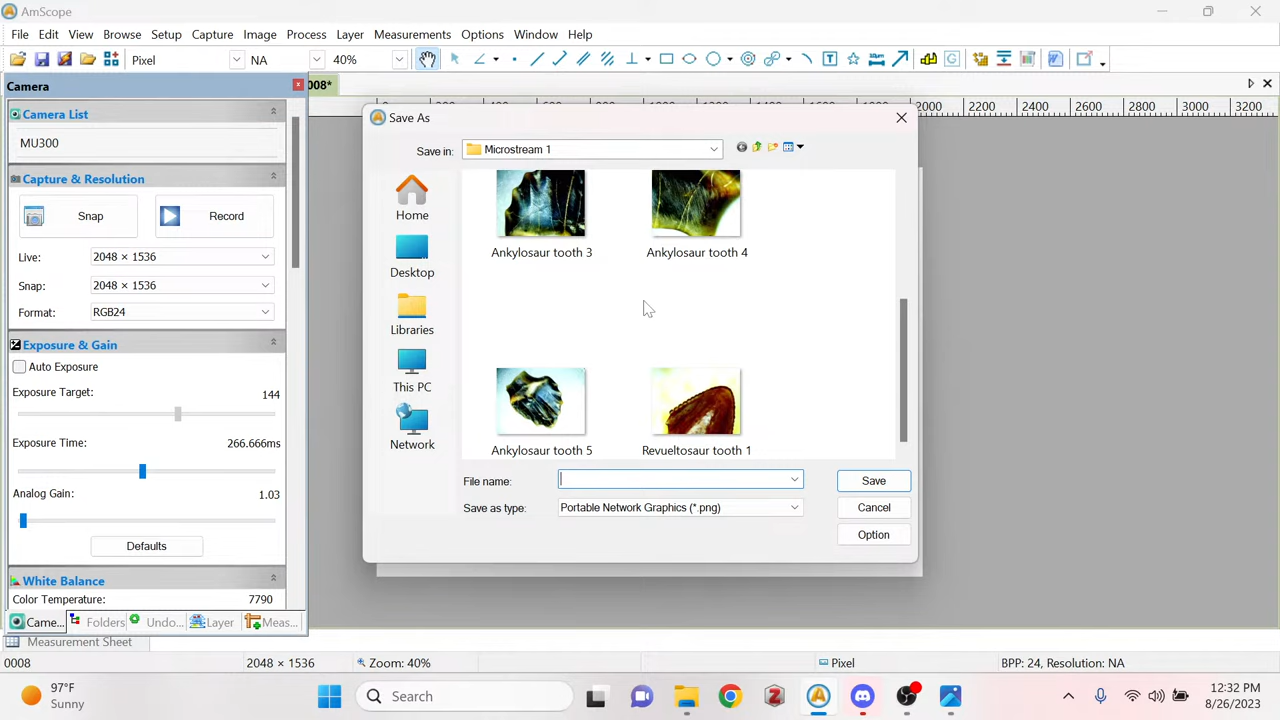 AmScope
File Edit View Browse Setup Capture Image Process Layer Measurements Options Window Help
Pixel NA 40%
Camera
008*
2000 2200 2400 2600 2800 3000 3200
Camera List
MU300
Capture & Resolution
Snap Record
Live: 2048 × 1536
Snap: 2048 × 1536
Format: RGB24
Exposure & Gain
Auto Exposure
Exposure Target: 144
Exposure Time: 266.666ms
Analog Gain: 1.03
Defaults
White Balance
Color Temperature: 7790
Came... Folders Undo... Layer Meas...
Save As
Save in: Microstream 1
Home
Desktop
Libraries
This PC
Network
Ankylosaur tooth 3 Ankylosaur tooth 4
Ankylosaur tooth 5 Revueltosaur tooth 1
File name: Save
Save as type: Portable Network Graphics (*.png) Cancel
Option
Measurement Sheet
0008 2048 × 1536 Zoom: 40% Pixel BPP: 24, Resolution: NA
97°F
Sunny
Search
12:32 PM
8/26/2023